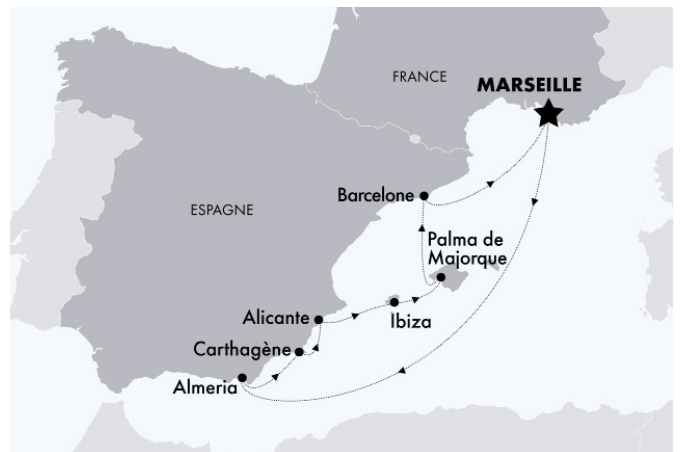 FRANCE
MARSEILLE
Barcelone
ESPAGNE
Palma de
Majorque
Alicante
Ibiza
Carthagène
Almeria